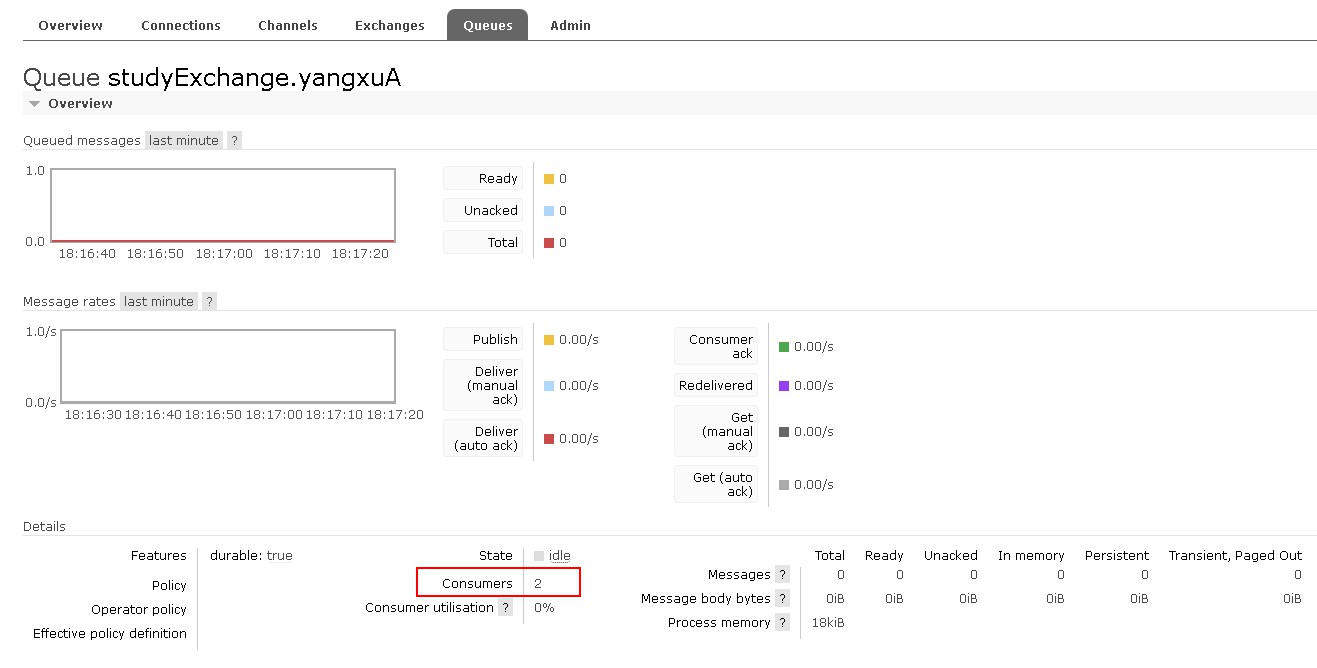 Overview Connections Channels Exchanges Queues Admin
Queue studyExchange.yangxuA
Overview
Queued messages last minute ?
1.0
0.0
18:16:40 18:16:50 18:17:00 18:17:10 18:17:20
Ready 0
Unacked 0
Total 0
Message rates last minute ?
1.0/s
0.0/s
18:16:30 18:16:40 18:16:50 18:17:00 18:17:10 18:17:20
Publish 0.00/s
Deliver
(manual 0.00/s
ack)
Deliver
(auto ack) 0.00/s
Consumer
ack 0.00/s
Redelivered 0.00/s
Get
(manual 0.00/s
ack)
Get (auto
ack) 0.00/s
Details
Features durable: true
Policy
Operator policy
Effective policy definition
State idle
Consumers 2
Consumer utilisation ? 0%
Total Ready Unacked In memory Persistent Transient, Paged Out
Messages ? 0 0 0 0 0 0
Message body bytes ? 0iB 0iB 0iB 0iB 0iB 0iB
Process memory ? 18kiB